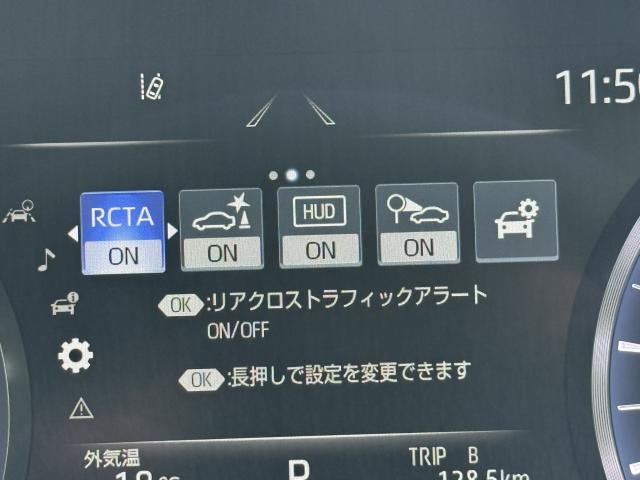 RCTA
ON
ON
HUD
ON
ON
OK :リアクロストラフィックアラート
ON/OFF
OK :長押しで設定を変更できます
外気温
P
TRIP B
128.5km